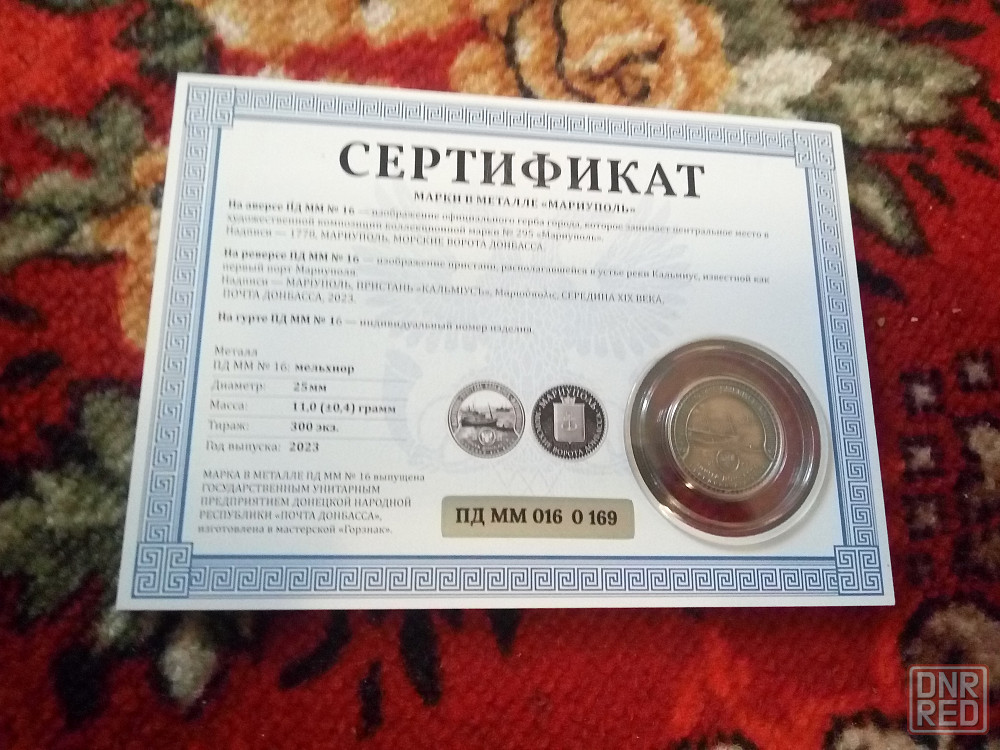 СЕРТИФИКАТ
МАРКИ В МЕТАЛЛЕ «МАРИУПОЛЬ»
На аверсе ПД ММ № 16 — изображение официального герба города, которое занимает центральное место в
художественной композиции коллекционной марки № 295 «Мариуполь».
Надписи — 1778, МАРИУПОЛЬ, МОРСКИЕ ВОРОТА ДОНБАССА.
На реверсе ПД ММ № 16 — изображение пристани, располагавшейся в устье реки Кальмиус, известной как
первый порт Мариуполя.
Надписи — МАРІУПОЛЬ, ПРИСТАНЬ «КАЛЬМІУСЪ», СЕРЕДИНА XIX ВЕКА,
ПОЧТА ДОНБАССА, 2023.
На гурте ПД ММ № 16 — индивидуальный номер изделия
Металл
ПД ММ № 16: мельхиор
Диаметр: 25мм
Масса: 11,0 (±0,4) грамм
Тираж: 300 экз.
Год выпуска: 2023
МАРИУПОЛЬ
МАРКА В МЕТАЛЛЕ ПД ММ № 16 выпущена
ГОСУДАРСТВЕННЫМ УНИТАРНЫМ
ПРЕДПРИЯТИЕМ ДОНЕЦКОЙ НАРОДНОЙ
РЕСПУБЛИКИ «ПОЧТА ДОНБАССА»,
изготовлена в мастерской «Горзнак».
ПД ММ 016 0 169
DNR
RED